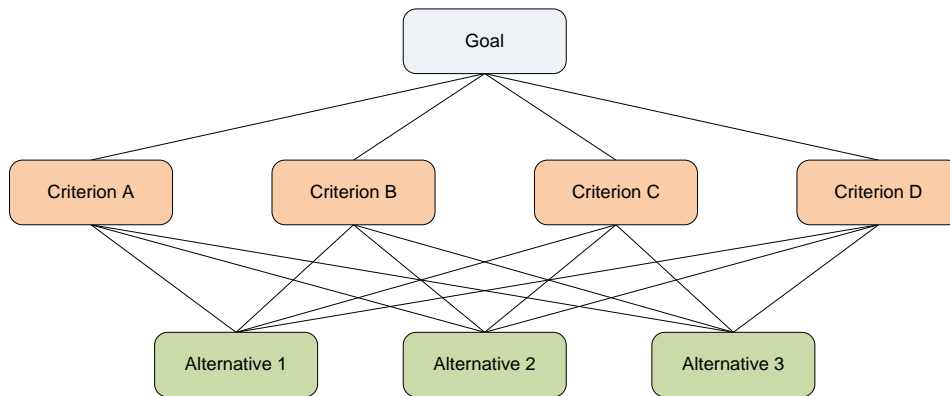 Goal
Criterion A
Criterion B
Criterion C
Criterion D
Alternative 1
Alternative 2
Alternative 3